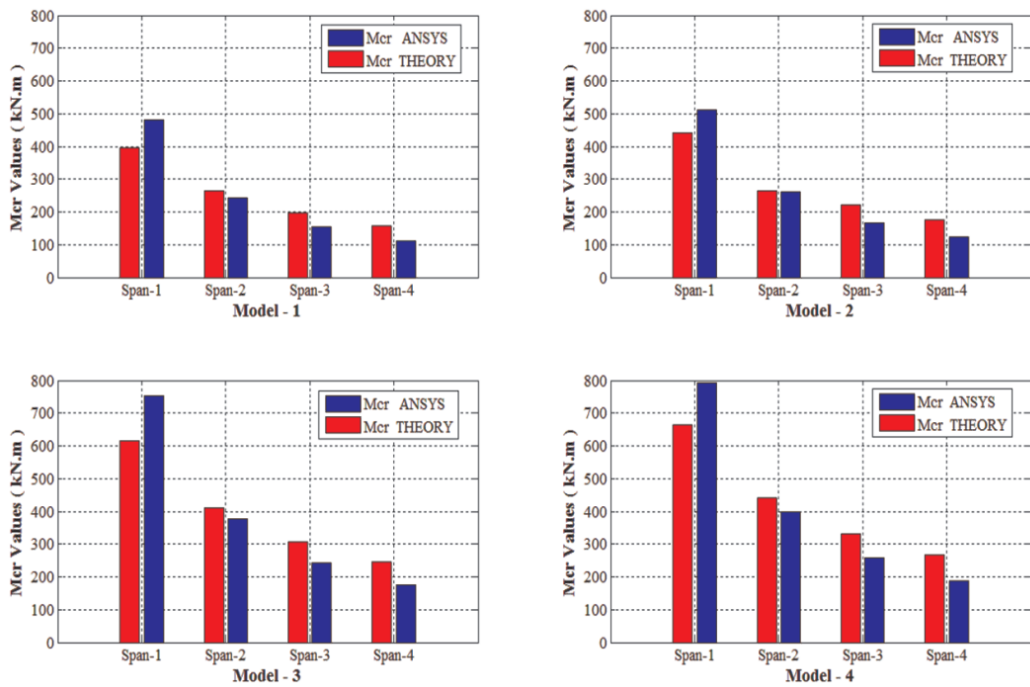 Mcr Values ( kN.m )
800
700
600
500
400
300
200
100
0
Mcr ANSYS
Mcr THEORY
Span-1 Span-2 Span-3 Span-4
Model - 1
Mcr Values ( kN.m )
800
700
600
500
400
300
200
100
0
Mcr ANSYS
Mcr THEORY
Span-1 Span-2 Span-3 Span-4
Model - 2
Mcr Values ( kN.m )
800
700
600
500
400
300
200
100
0
Mcr ANSYS
Mcr THEORY
Span-1 Span-2 Span-3 Span-4
Model - 3
Mcr Values ( kN.m )
800
700
600
500
400
300
200
100
0
Mcr ANSYS
Mcr THEORY
Span-1 Span-2 Span-3 Span-4
Model - 4